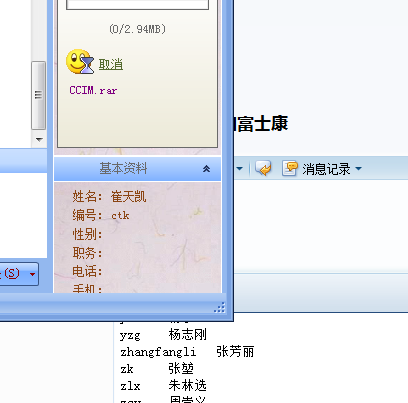 (0/2.94MB)
取消
CCIM.rar
富士康
基本资料
消息记录
姓名: 崔天凯
编号: ctk
性别:
职务:
电话:
手机:
(S)
yzg 杨志刚
zhangfangli 张芳丽
zk 张堃
zlx 朱林选